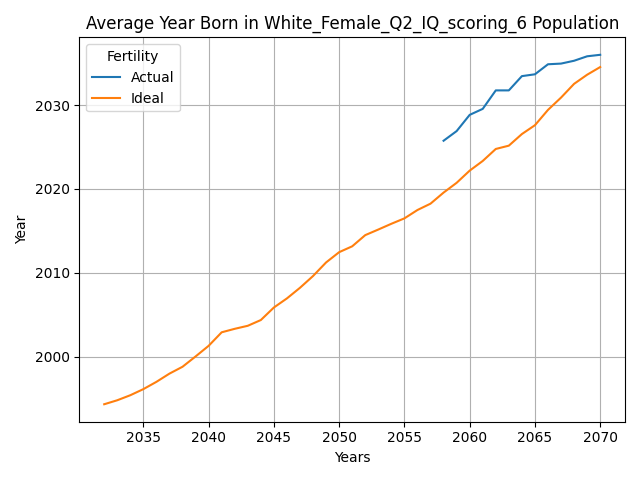 Average Year Born in White_Female_Q2_IQ_scoring_6 Population
Fertility
Actual
Ideal
2030
2020
2010
2000
Year
2035 2040 2045 2050 2055 2060 2065 2070
Years